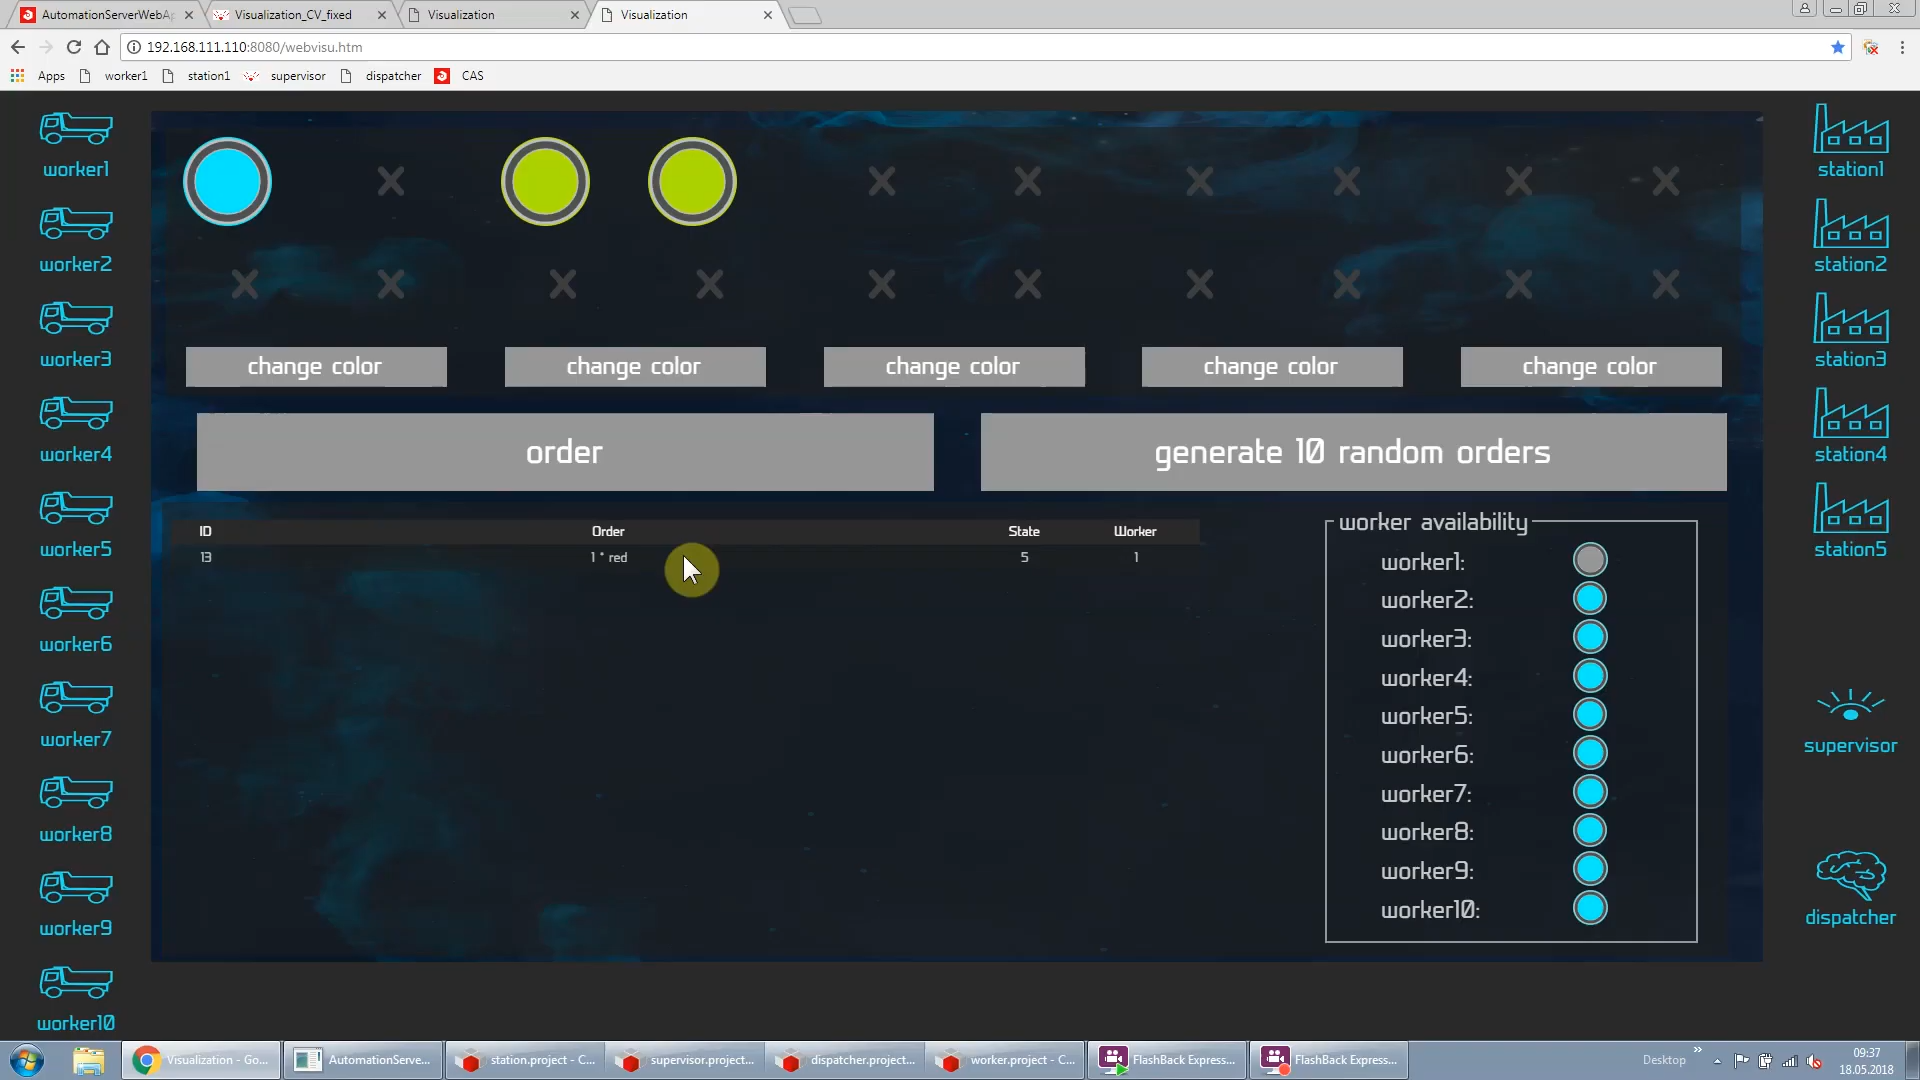 AutomationServerWebAp
Visualization_CV_fixed
Visualization
Visualization
192.168.111.110:8080/webvisu.htm
Apps
worker1
station1
supervisor
dispatcher
CAS
worker1
worker2
worker3
worker4
worker5
worker6
worker7
worker8
worker9
worker10
change color
change color
change color
change color
change color
order
generate 10 random orders
ID Order State Worker
13 1 * red 5 1
worker availability
worker1:
worker2:
worker3:
worker4:
worker5:
worker6:
worker7:
worker8:
worker9:
worker10:
station1
station2
station3
station4
station5
supervisor
dispatcher
Visualization - Go...
AutomationServe...
station.project - C...
supervisor.project...
dispatcher.project...
worker.project - C...
FlashBack Express...
FlashBack Express...
Desktop
09:37
18.05.2018